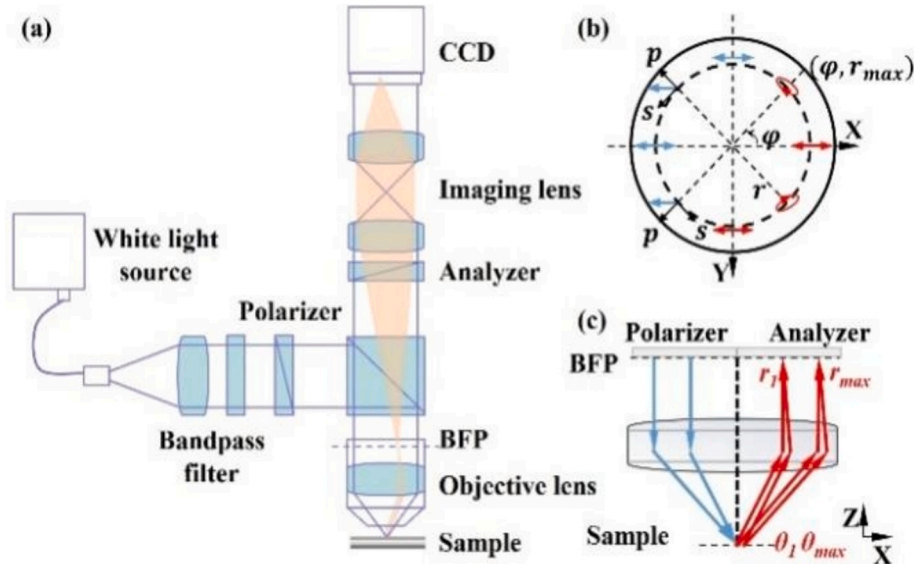 (a)
CCD
Imaging lens
White light
source
Analyzer
Polarizer
Bandpass
filter
BFP
Objective lens
Sample
(b)
p
(φ, r_max)
s
φ
X
r
s
p
Y
(c)
Polarizer Analyzer
BFP
r_1 r_max
Sample
θ_1 θ_max
Z
X